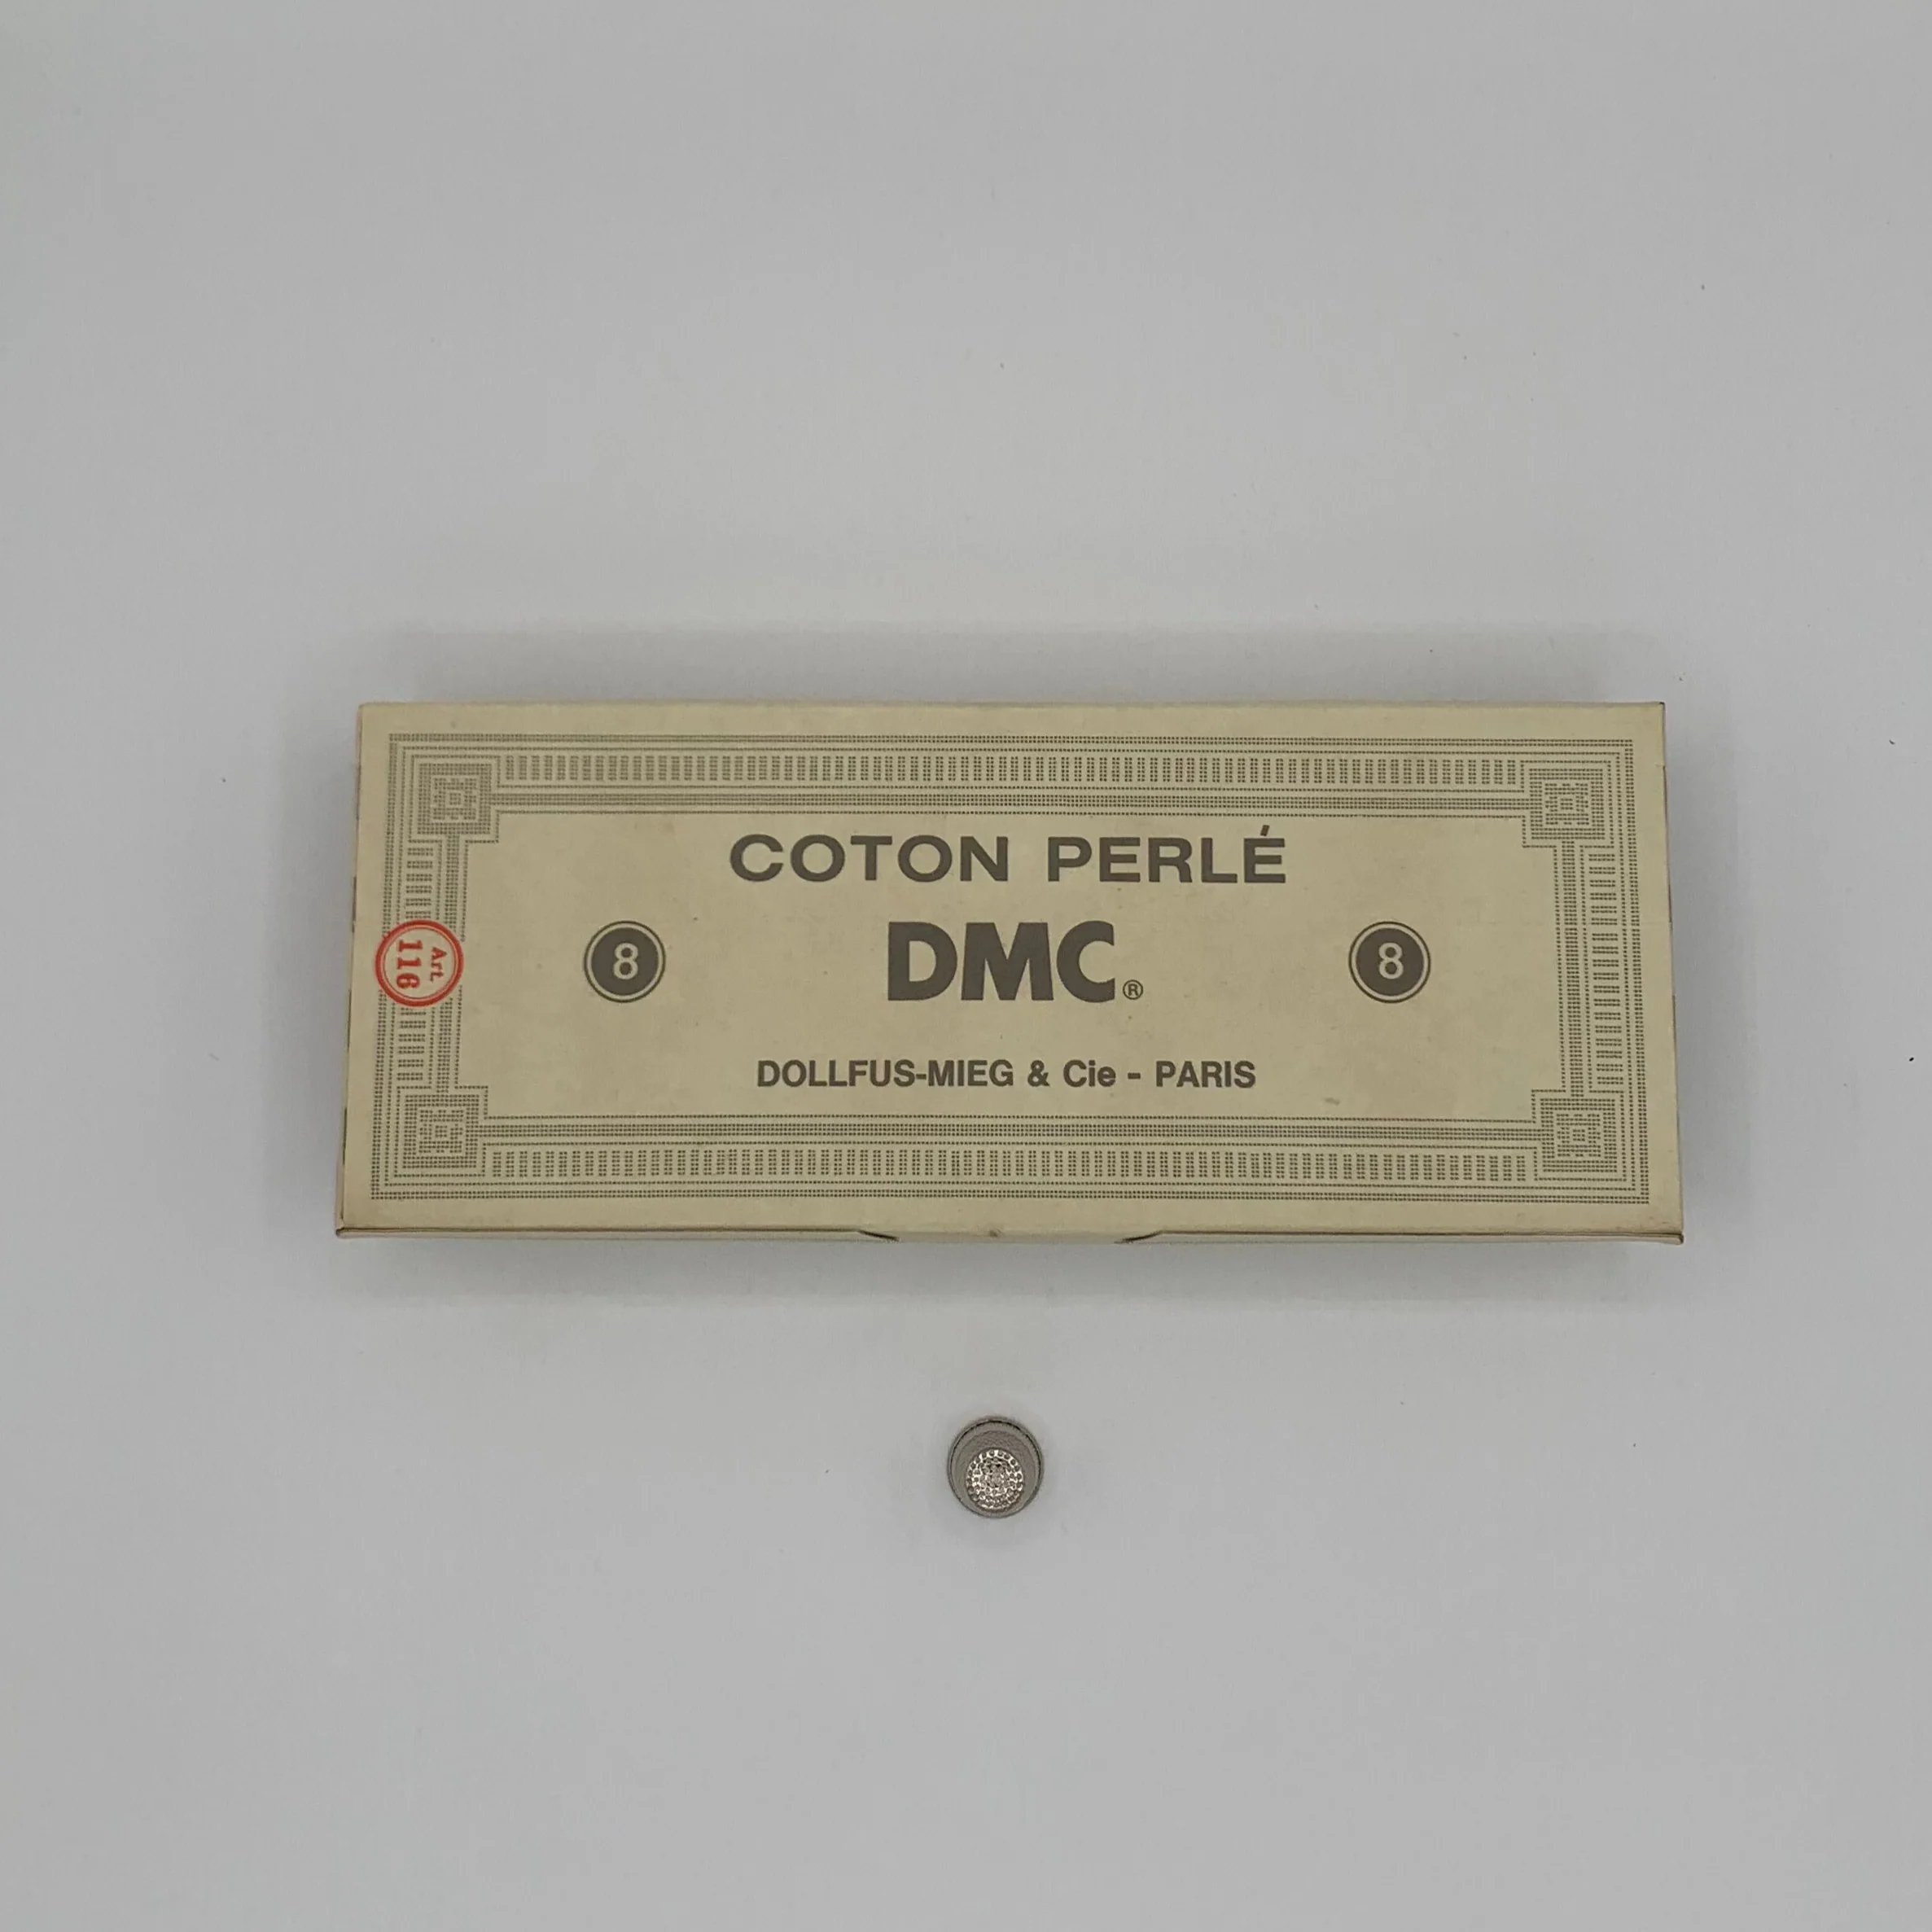 COTON PERLÉ
8 DMC® 8
Art
116
DOLLFUS-MIEG & Cie - PARIS